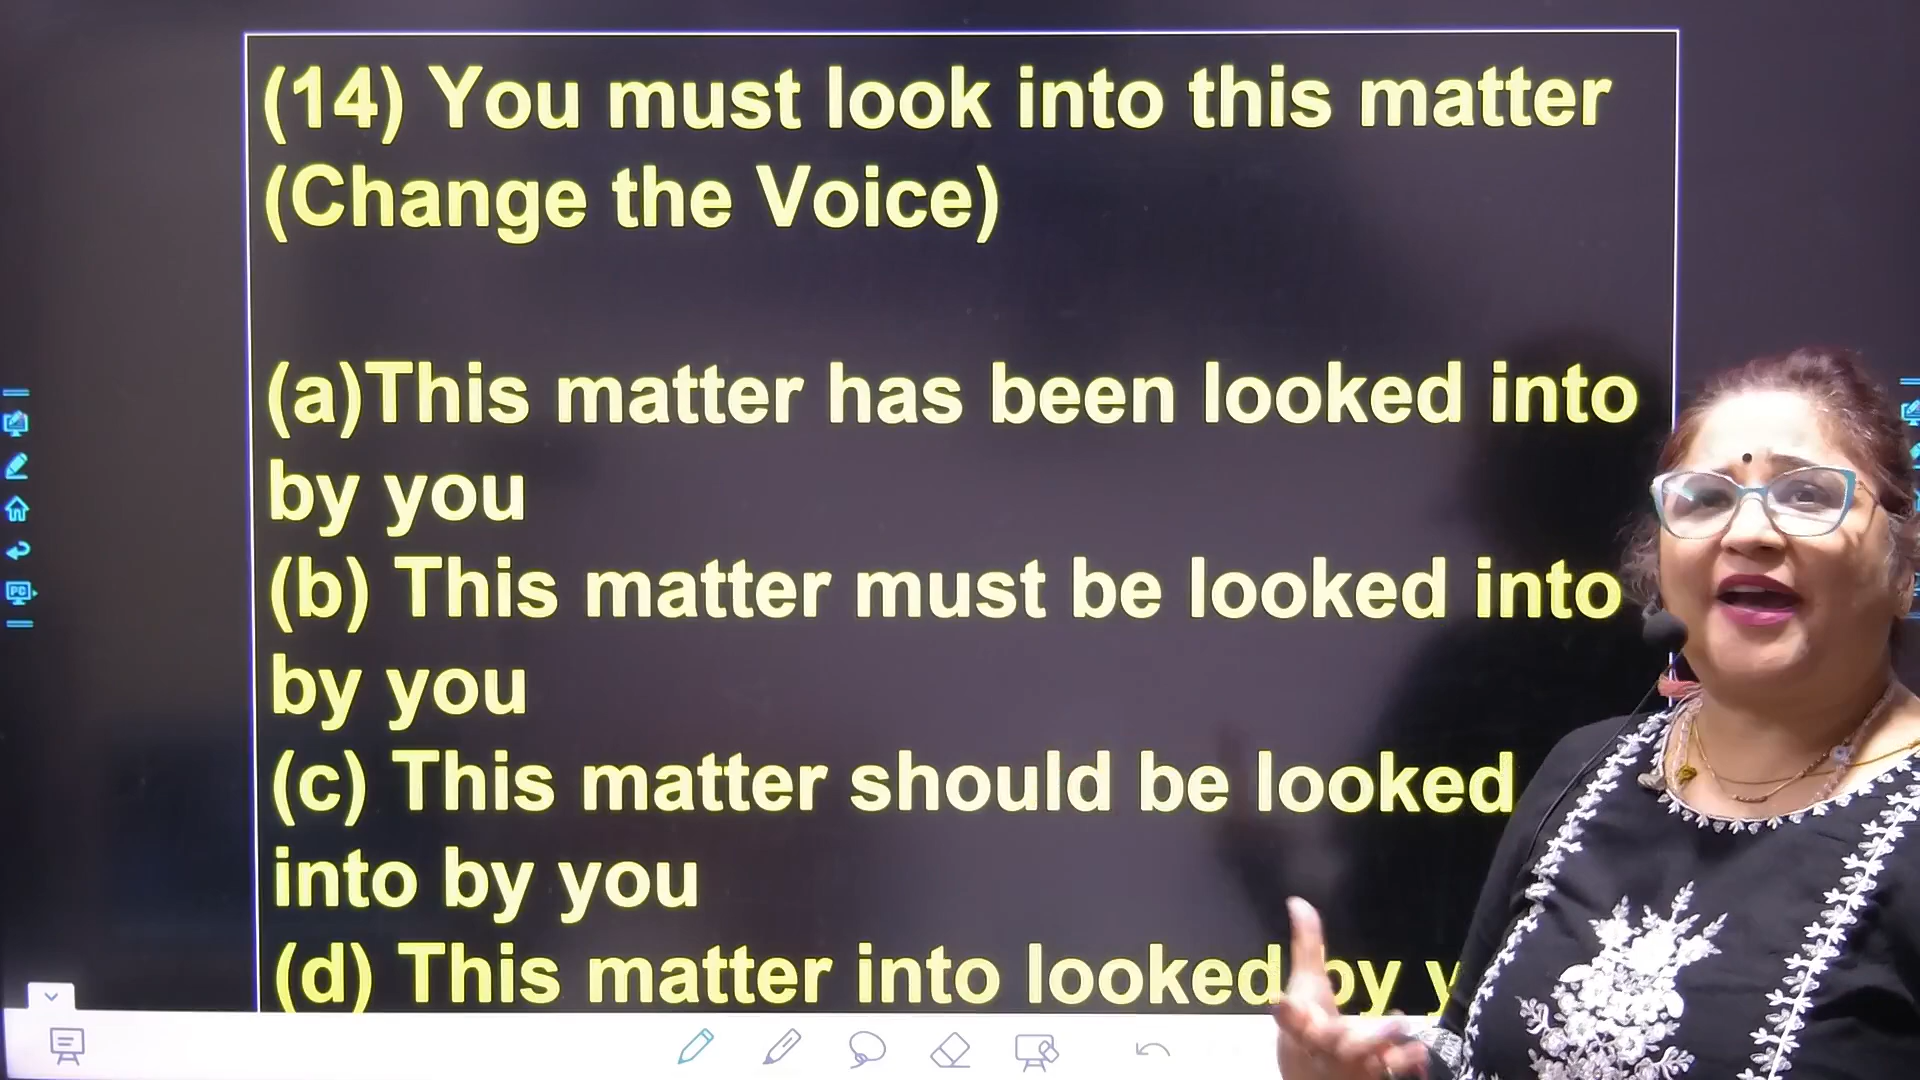 (14) You must look into this matter
(Change the Voice)
(a)This matter has been looked into
by you
(b) This matter must be looked into
by you
(c) This matter should be looked
into by you
(d) This matter into looked by
PC